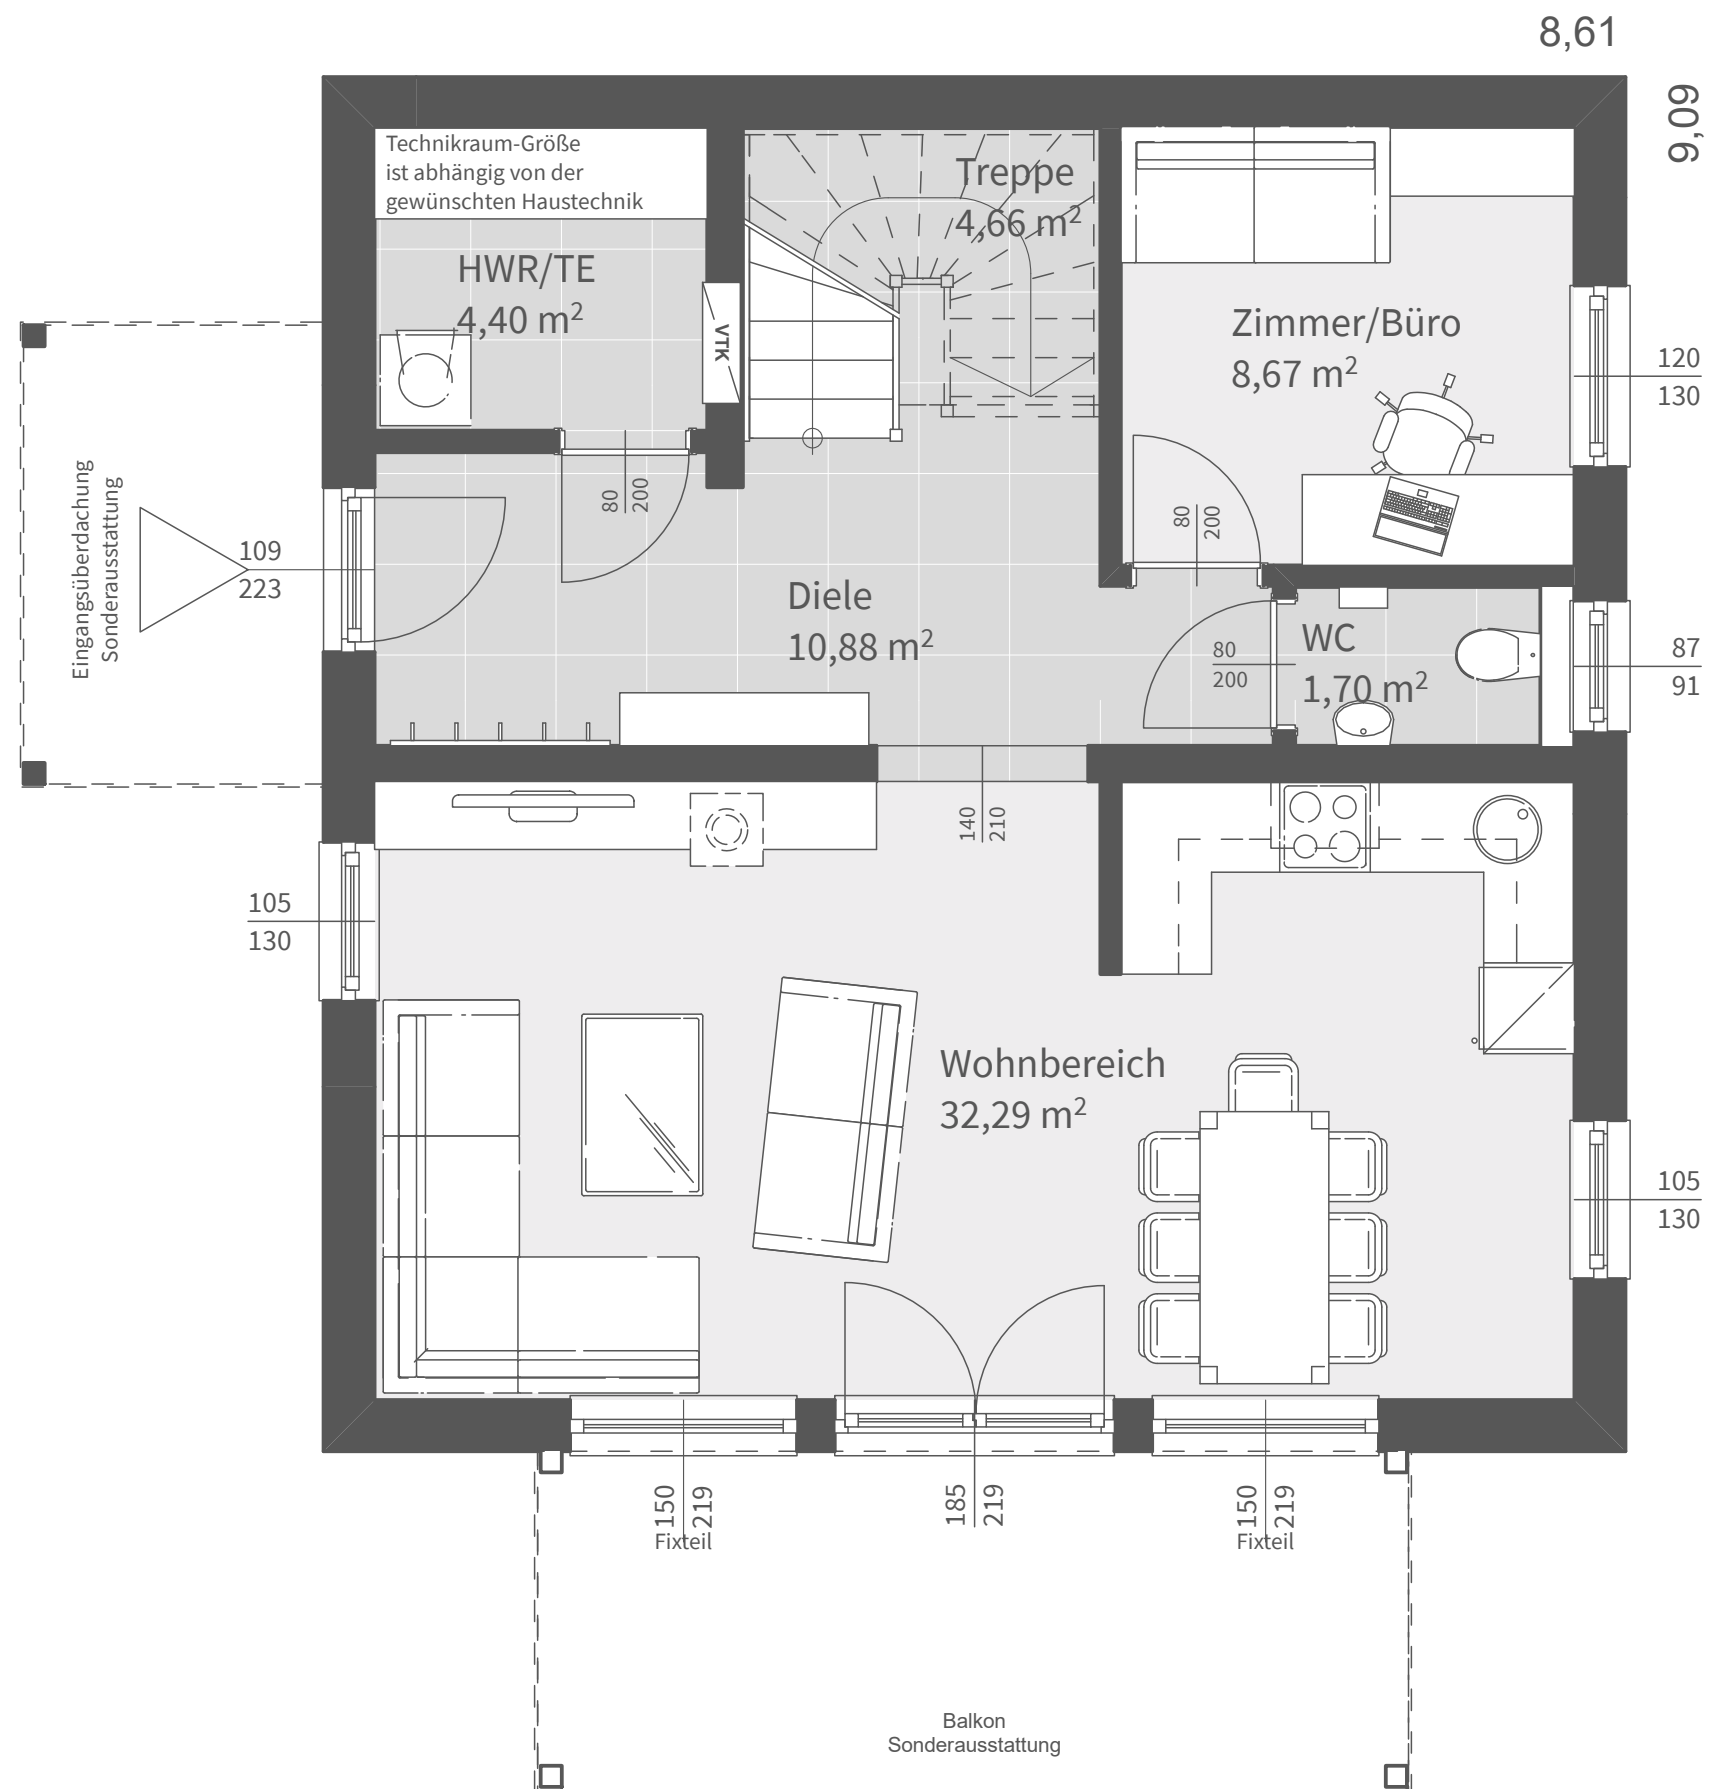 8,61
9,09
Technikraum-Größe
ist abhängig von der
gewünschten Haustechnik
Treppe
4,66 m²
HWR/TE
4,40 m²
VTK
Zimmer/Büro
8,67 m²
120
130
Eingangsüberdachung
Sonderausstattung
109
223
80
200
80
200
Diele
10,88 m²
80
200
WC
1,70 m²
87
91
140
210
105
130
Wohnbereich
32,29 m²
105
130
150
219
Fixteil
185
219
150
219
Fixteil
Balkon
Sonderausstattung